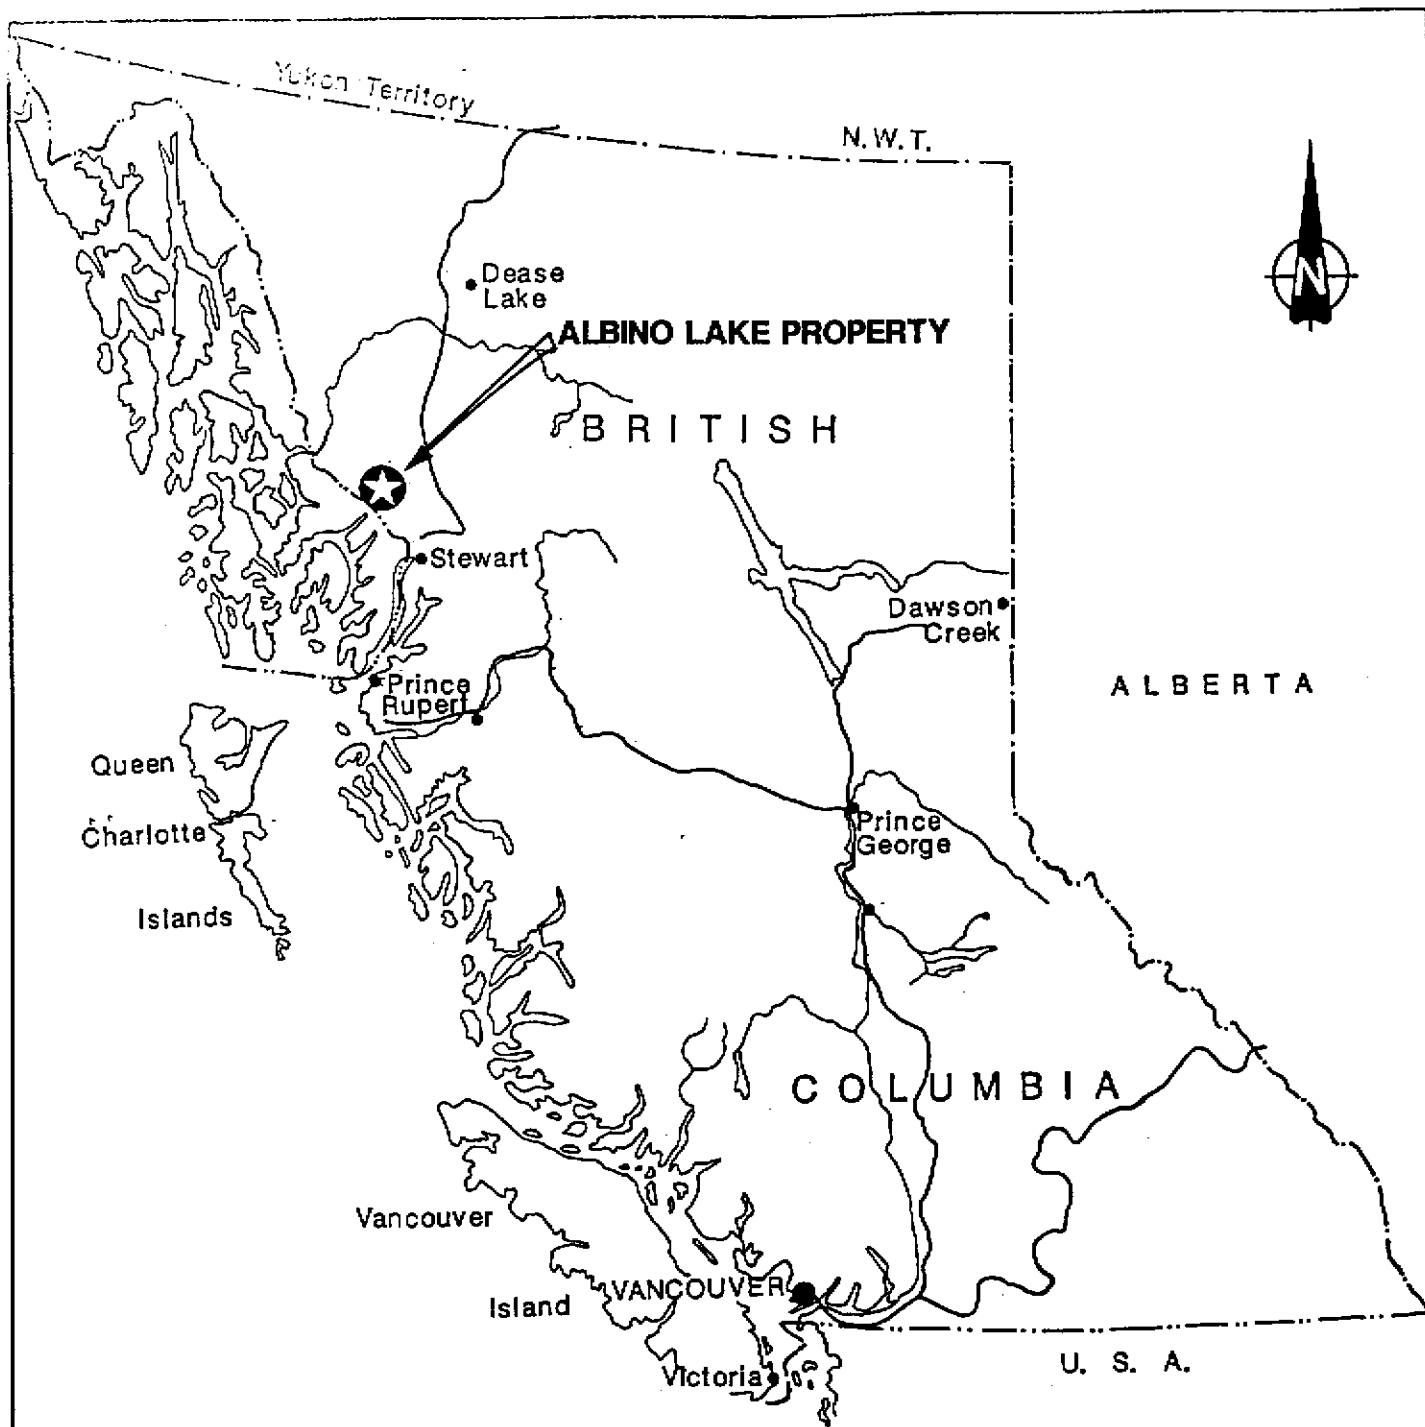 Yukon Territory
N.W.T.
N
Dease
Lake
ALBINO LAKE PROPERTY
BRITISH
Stewart
Dawson
Creek
ALBERTA
Prince
Rupert
Queen
Charlotte
Islands
Prince
George
COLUMBIA
Vancouver
Island
VANCOUVER
Victoria
U. S. A.